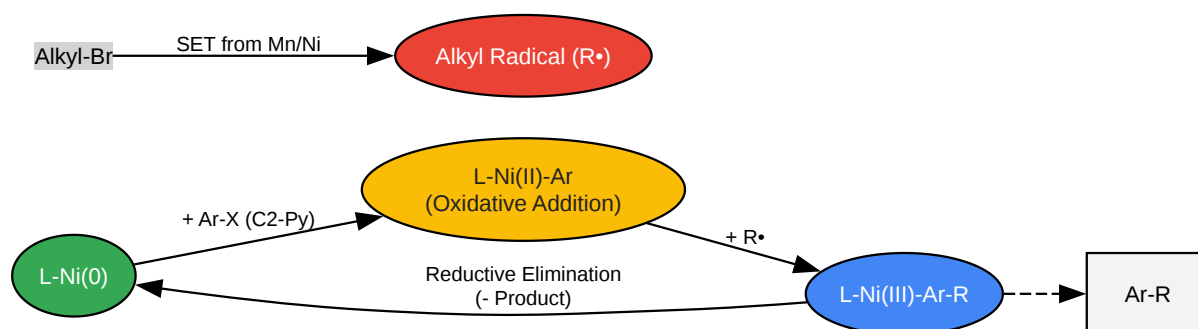 Alkyl-Br
SET from Mn/Ni
Alkyl Radical (R•)
L-Ni(II)-Ar
(Oxidative Addition)
+ Ar-X (C2-Py)
+ R•
L-Ni(0)
Reductive Elimination
(- Product)
L-Ni(III)-Ar-R
Ar-R